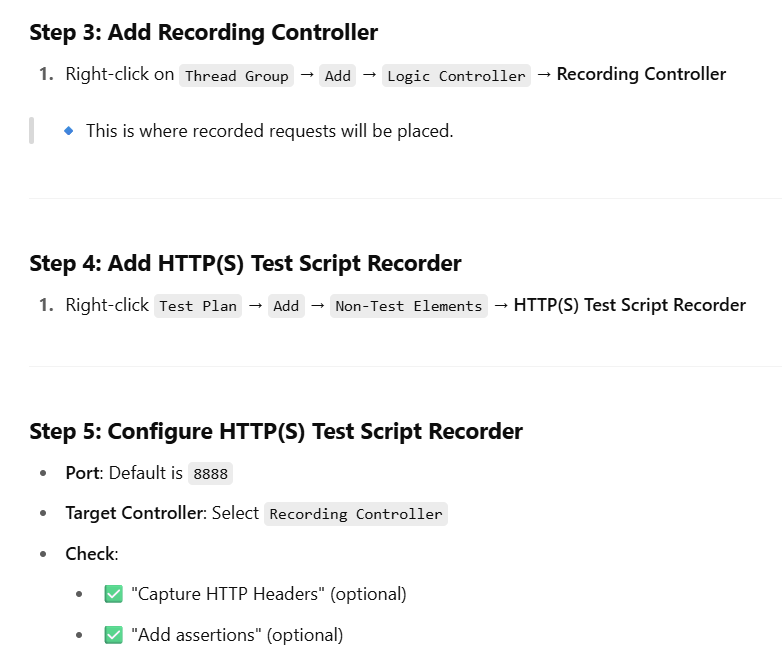 Step 3: Add Recording Controller
1. Right-click on Thread Group → Add → Logic Controller → Recording Controller
🔹 This is where recorded requests will be placed.
Step 4: Add HTTP(S) Test Script Recorder
1. Right-click Test Plan → Add → Non-Test Elements → HTTP(S) Test Script Recorder
Step 5: Configure HTTP(S) Test Script Recorder
• Port: Default is 8888
• Target Controller: Select Recording Controller
• Check:
• ✅ "Capture HTTP Headers" (optional)
• ✅ "Add assertions" (optional)